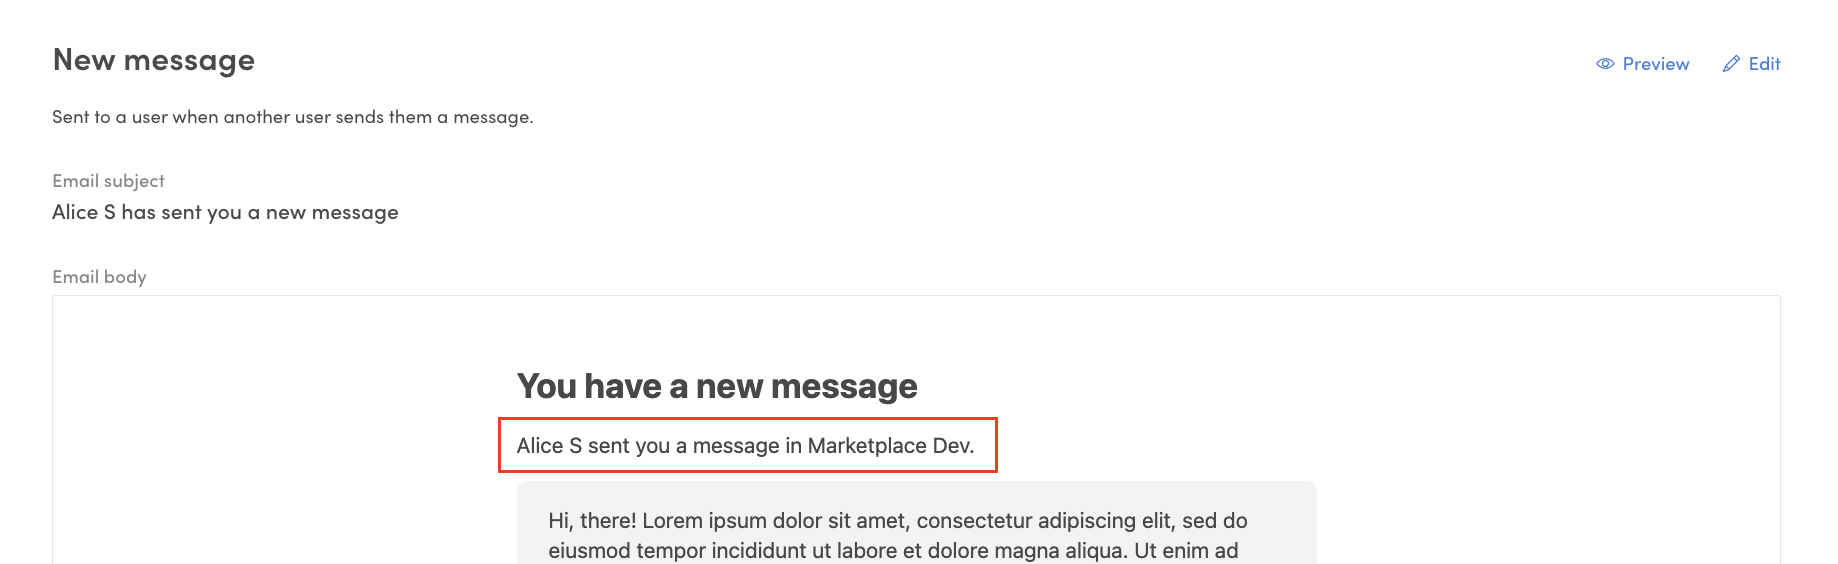 New message
Preview
Edit
Sent to a user when another user sends them a message.
Email subject
Alice S has sent you a new message
Email body
You have a new message
Alice S sent you a message in Marketplace Dev.
Hi, there! Lorem ipsum dolor sit amet, consectetur adipiscing elit, sed do
eiusmod tempor incididunt ut labore et dolore magna aliqua. Ut enim ad